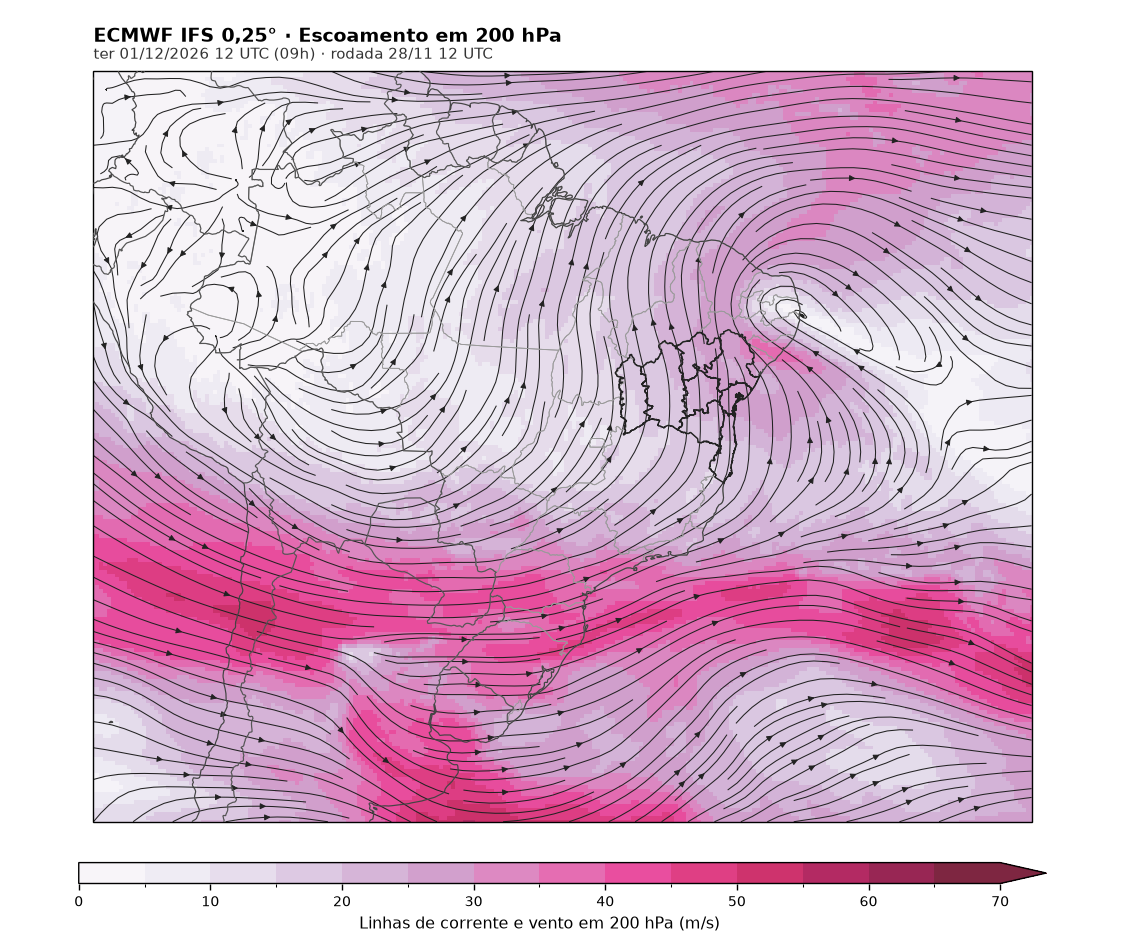 ECMWF IFS 0,25° · Escoamento em 200 hPa
ter 01/12/2026 12 UTC (09h) · rodada 28/11 12 UTC
0 10 20 30 40 50 60 70
Linhas de corrente e vento em 200 hPa (m/s)